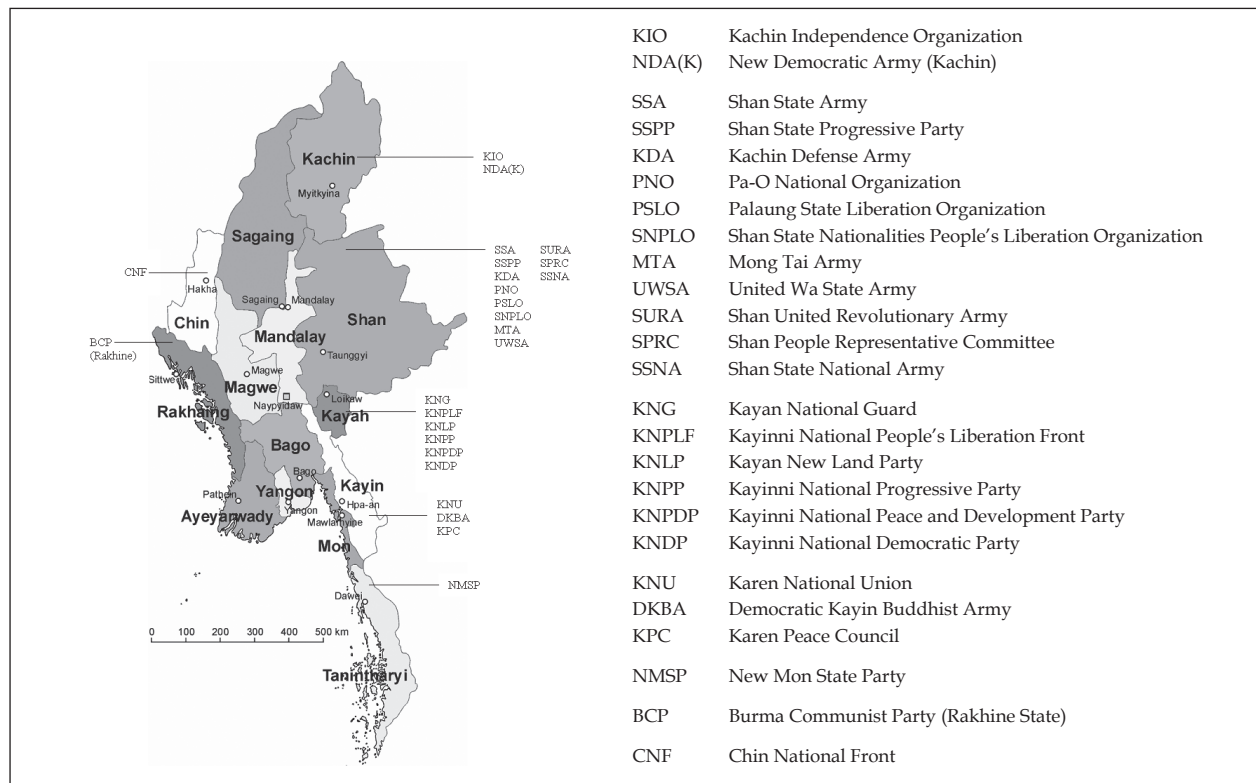 Kachin
KIO
NDA(K)
Myitkyina
Sagaing
SSA SURA
SSPP SPRC
KDA SSNA
PNO
PSLO
SNPLO
MTA
UWSA
CNF
Hakha
Sagaing Mandalay
Chin
Shan
Mandalay
BCP
(Rakhine)
Taunggyi
Sittwe
Magwe
Magwe
Loikaw
Naypyidaw
Rakhaing
Kayah
KNG
KNPLF
KNLP
KNPP
KNPDP
KNDP
Bago
Bago
Kayin
Pathein
Yangon
Yangon
Hpa-an
Ayeyarwady
Mawlamyine
KNU
DKBA
KPC
Mon
NMSP
Dawei
0 100 200 300 400 500 km
Tanintharyi
KIO Kachin Independence Organization
NDA(K) New Democratic Army (Kachin)
SSA Shan State Army
SSPP Shan State Progressive Party
KDA Kachin Defense Army
PNO Pa-O National Organization
PSLO Palaung State Liberation Organization
SNPLO Shan State Nationalities People’s Liberation Organization
MTA Mong Tai Army
UWSA United Wa State Army
SURA Shan United Revolutionary Army
SPRC Shan People Representative Committee
SSNA Shan State National Army
KNG Kayan National Guard
KNPLF Kayinni National People’s Liberation Front
KNLP Kayan New Land Party
KNPP Kayinni National Progressive Party
KNPDP Kayinni National Peace and Development Party
KNDP Kayinni National Democratic Party
KNU Karen National Union
DKBA Democratic Kayin Buddhist Army
KPC Karen Peace Council
NMSP New Mon State Party
BCP Burma Communist Party (Rakhine State)
CNF Chin National Front